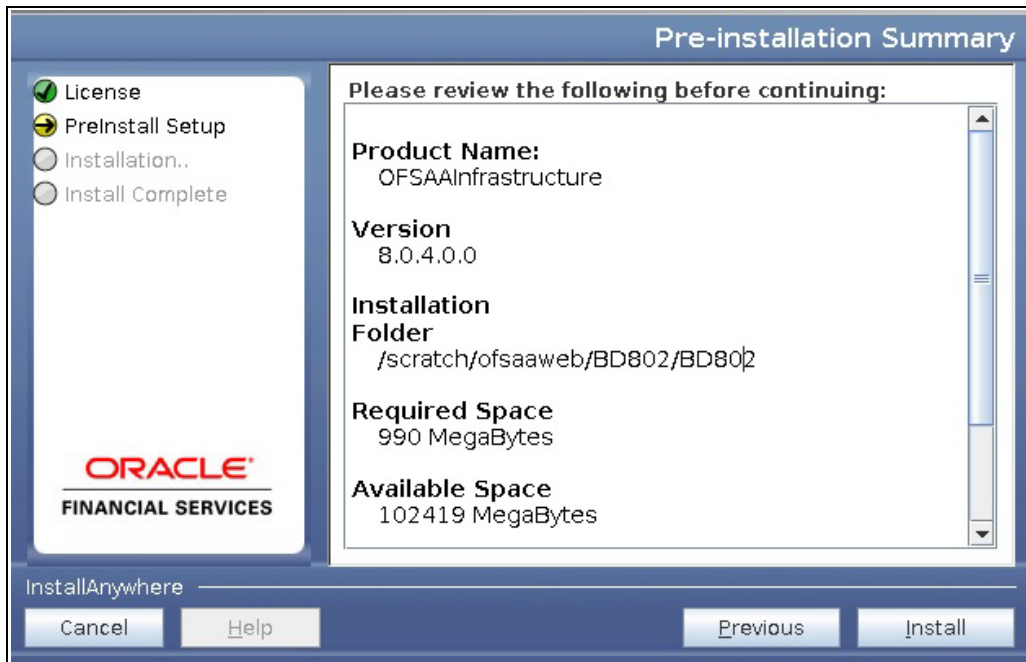 Pre-installation Summary
License
PreInstall Setup
Installation..
Install Complete
ORACLE
FINANCIAL SERVICES
Please review the following before continuing:
Product Name:
OFSAAInfrastructure
Version
8.0.4.0.0
Installation
Folder
/scratch/ofsaaweb/BD802/BD802
Required Space
990 MegaBytes
Available Space
102419 MegaBytes
InstallAnywhere
Cancel
Help
Previous
Install